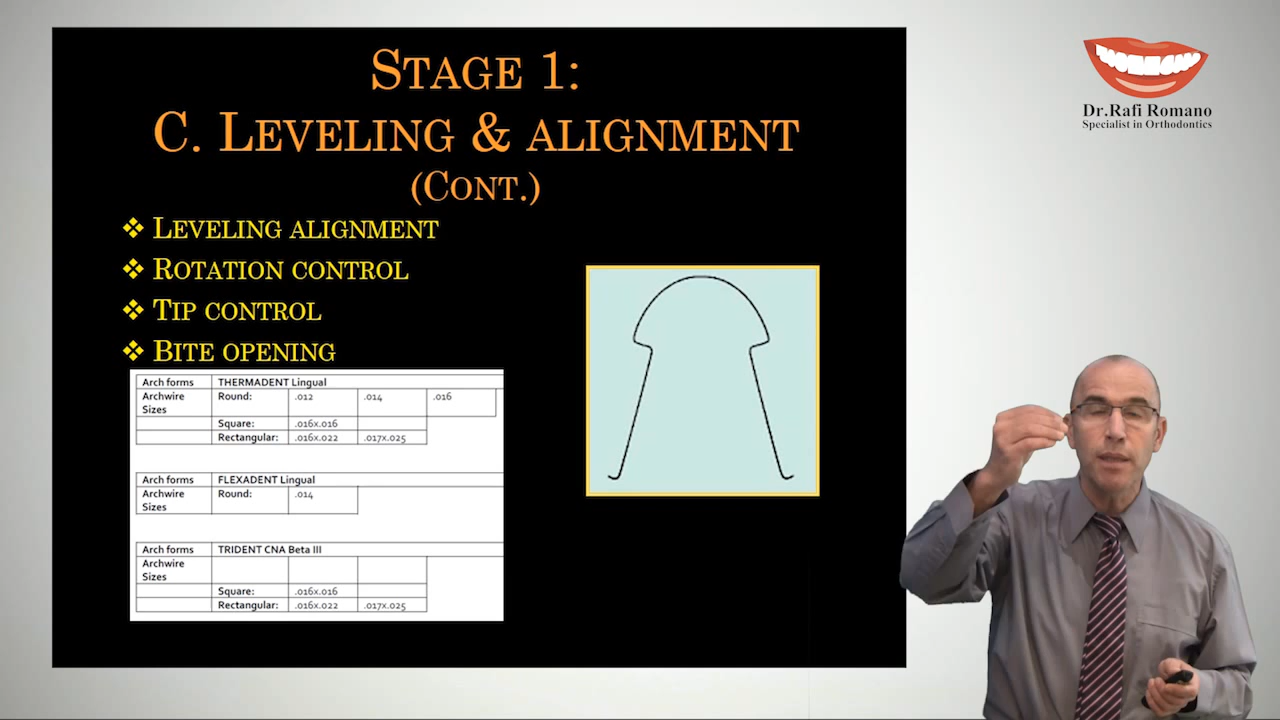 STAGE 1:
C. LEVELING & ALIGNMENT
(CONT.)
❖ LEVELING ALIGNMENT
❖ ROTATION CONTROL
❖ TIP CONTROL
❖ BITE OPENING
Arch forms THERMADENT Lingual
Archwire Sizes Round: .012 .014 .016
Square: .016x.016
Rectangular: .016x.022 .017x.025
Arch forms FLEXADENT Lingual
Archwire Sizes Round: .014
Arch forms TRIDENT CNA Beta III
Archwire Sizes
Square: .016x.016
Rectangular: .016x.022 .017x.025
Dr.Rafi Romano
Specialist in Orthodontics